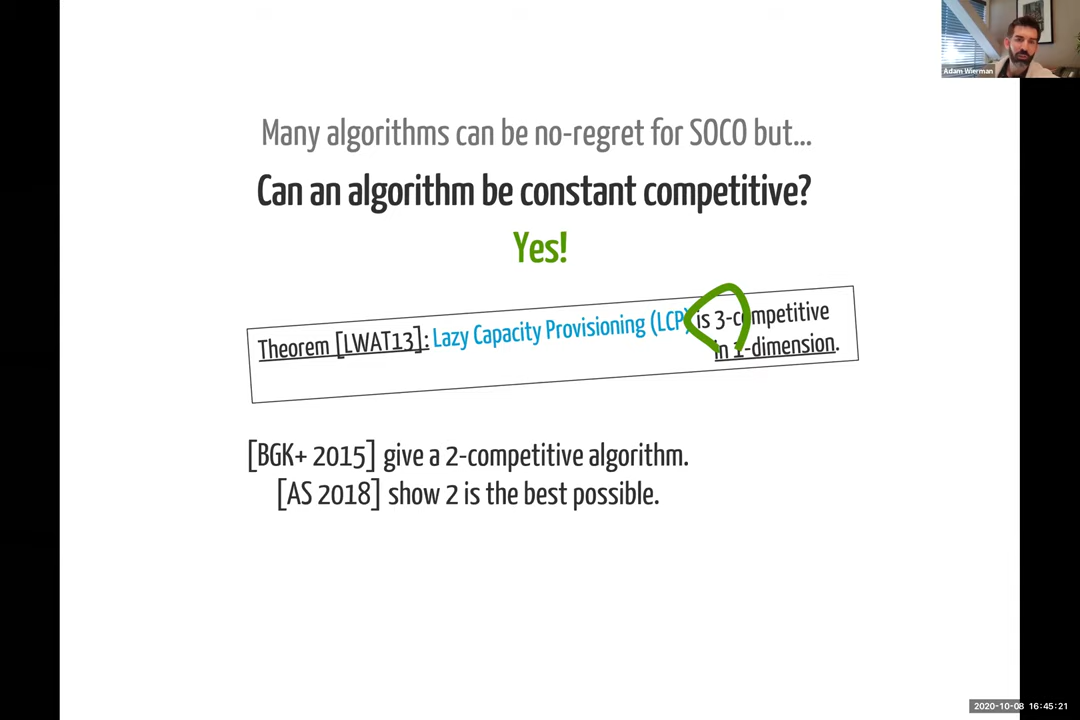 Adam Wierman
Many algorithms can be no-regret for SOCO but...
Can an algorithm be constant competitive?
Yes!
Theorem [LWAT13]: Lazy Capacity Provisioning (LCP) is 3-competitive
in 1-dimension.
[BGK+ 2015] give a 2-competitive algorithm.
[AS 2018] show 2 is the best possible.
2020-10-08 16:45:21